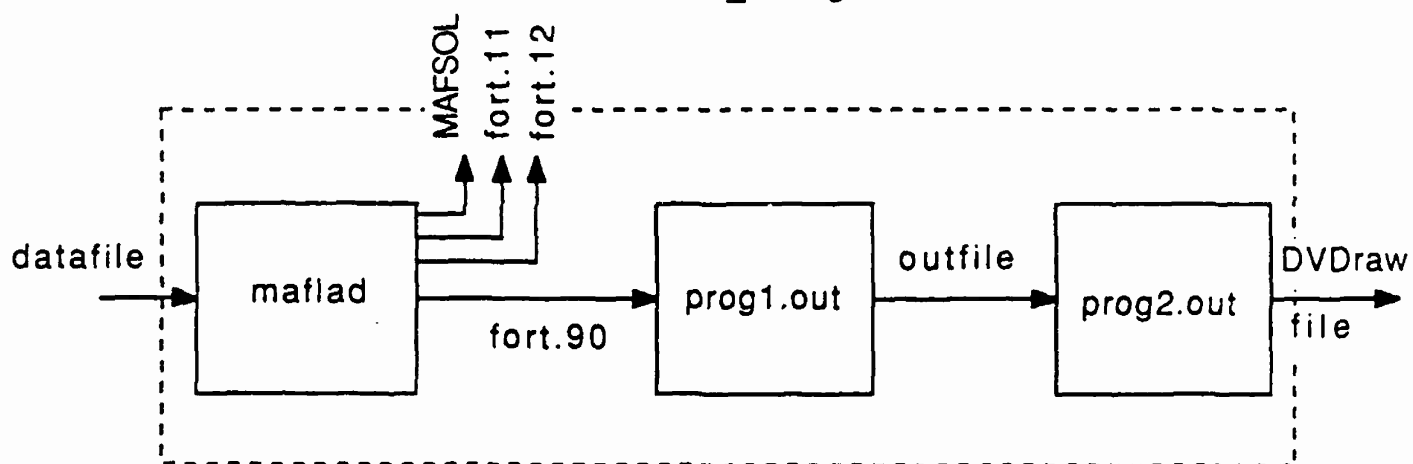 MAFSOL
fort.11
fort.12
datafile
maflad
fort.90
prog1.out
outfile
prog2.out
DVDraw
file